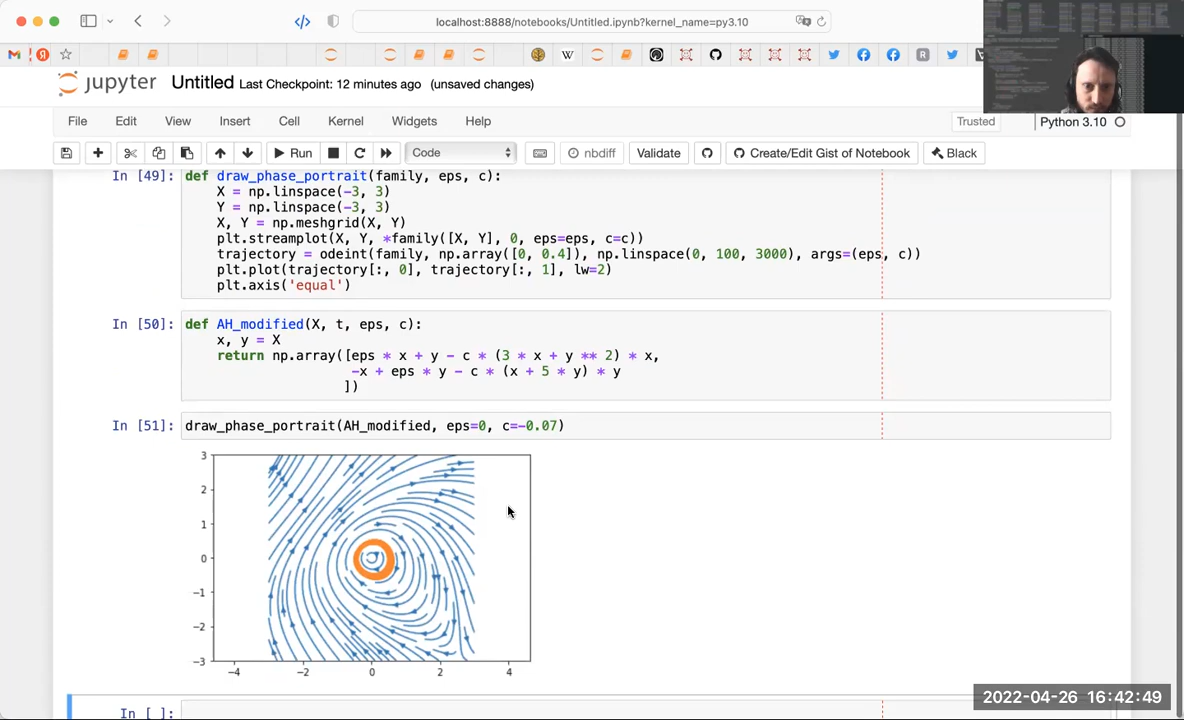 localhost:8888/notebooks/Untitled.ipynb?kernel_name=py3.10
jupyter Untitled Last Checkpoint: 12 minutes ago (unsaved changes)
File Edit View Insert Cell Kernel Widgets Help Trusted Python 3.10
Run Code nbdiff Validate Create/Edit Gist of Notebook Black
In [49]: def draw_phase_portrait(family, eps, c):
X = np.linspace(-3, 3)
Y = np.linspace(-3, 3)
X, Y = np.meshgrid(X, Y)
plt.streamplot(X, Y, *family([X, Y], 0, eps=eps, c=c))
trajectory = odeint(family, np.array([0, 0.4]), np.linspace(0, 100, 3000), args=(eps, c))
plt.plot(trajectory[:, 0], trajectory[:, 1], lw=2)
plt.axis('equal')
In [50]: def AH_modified(X, t, eps, c):
x, y = X
return np.array([eps * x + y - c * (3 * x + y ** 2) * x,
-x + eps * y - c * (x + 5 * y) * y
])
In [51]: draw_phase_portrait(AH_modified, eps=0, c=-0.07)
3
2
1
0
−1
−2
−3
−4 −2 0 2 4
In [ ]:
2022-04-26 16:42:49